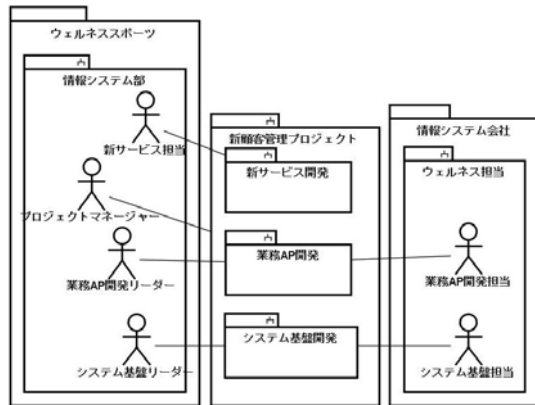 ウェルネススポーツ
情報システム部
新サービス担当
プロジェクトマネージャー
業務AP開発リーダー
システム基盤リーダー
新顧客管理プロジェクト
新サービス開発
業務AP開発
システム基盤開発
情報システム会社
ウェルネス担当
業務AP開発担当
システム基盤担当